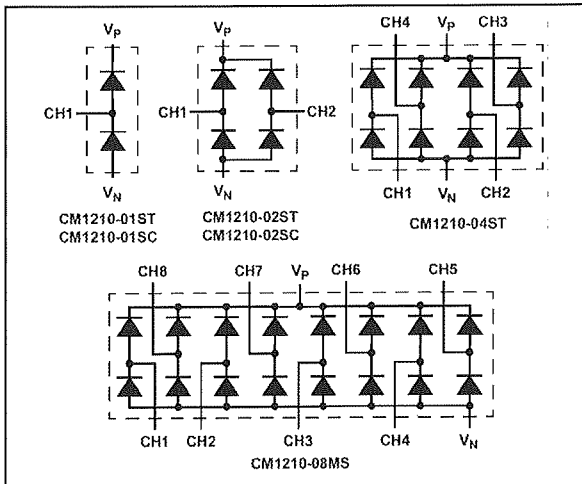 VP
CH1
VN
CM1210-01ST
CM1210-01SC
VP
CH1
CH2
VN
CM1210-02ST
CM1210-02SC
CH4
VP
CH3
CH1
VN
CH2
CM1210-04ST
CH8
CH7
VP
CH6
CH5
CH1
CH2
CH3
CH4
VN
CM1210-08MS